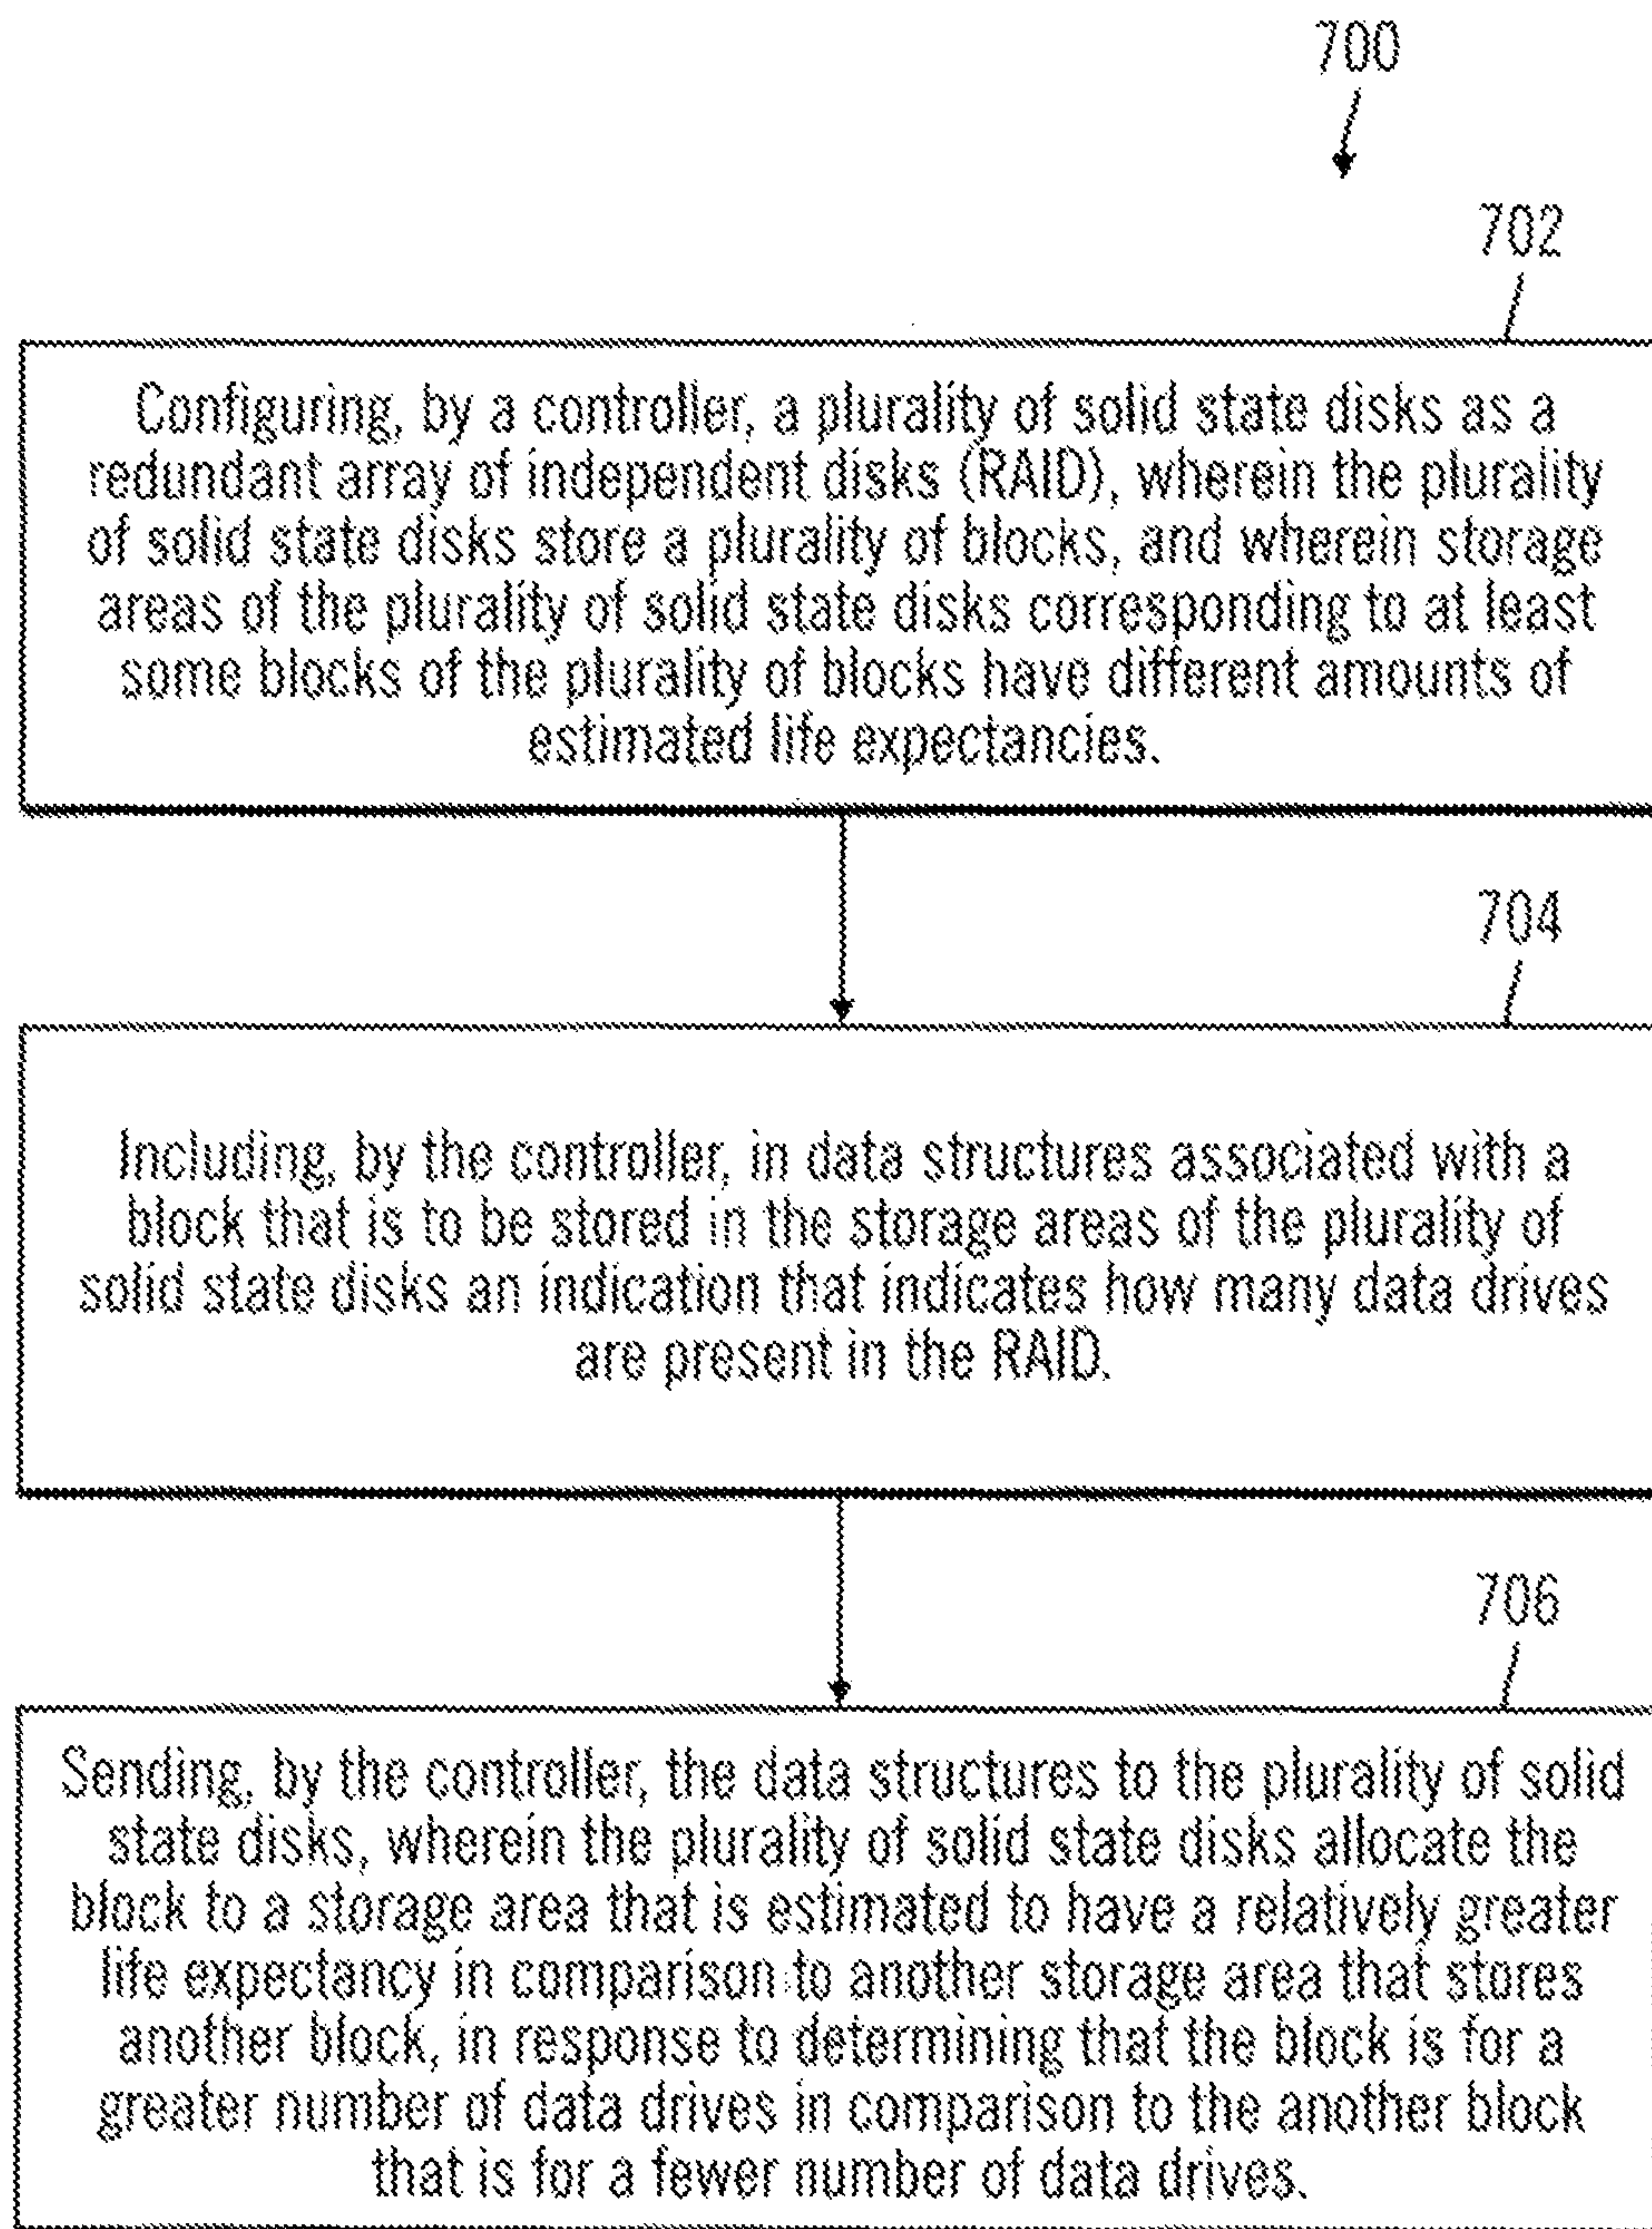 700
702
Configuring, by a controller, a plurality of solid state disks as a
redundant array of independent disks (RAID), wherein the plurality
of solid state disks store a plurality of blocks, and wherein storage
areas of the plurality of solid state disks corresponding to at least
some blocks of the plurality of blocks have different amounts of
estimated life expectancies.
704
Including, by the controller, in data structures associated with a
block that is to be stored in the storage areas of the plurality of
solid state disks an indication that indicates how many data drives
are present in the RAID.
706
Sending, by the controller, the data structures to the plurality of solid
state disks, wherein the plurality of solid state disks allocate the
block to a storage area that is estimated to have a relatively greater
life expectancy in comparison to another storage area that stores
another block, in response to determining that the block is for a
greater number of data drives in comparison to the another block
that is for a fewer number of data drives.